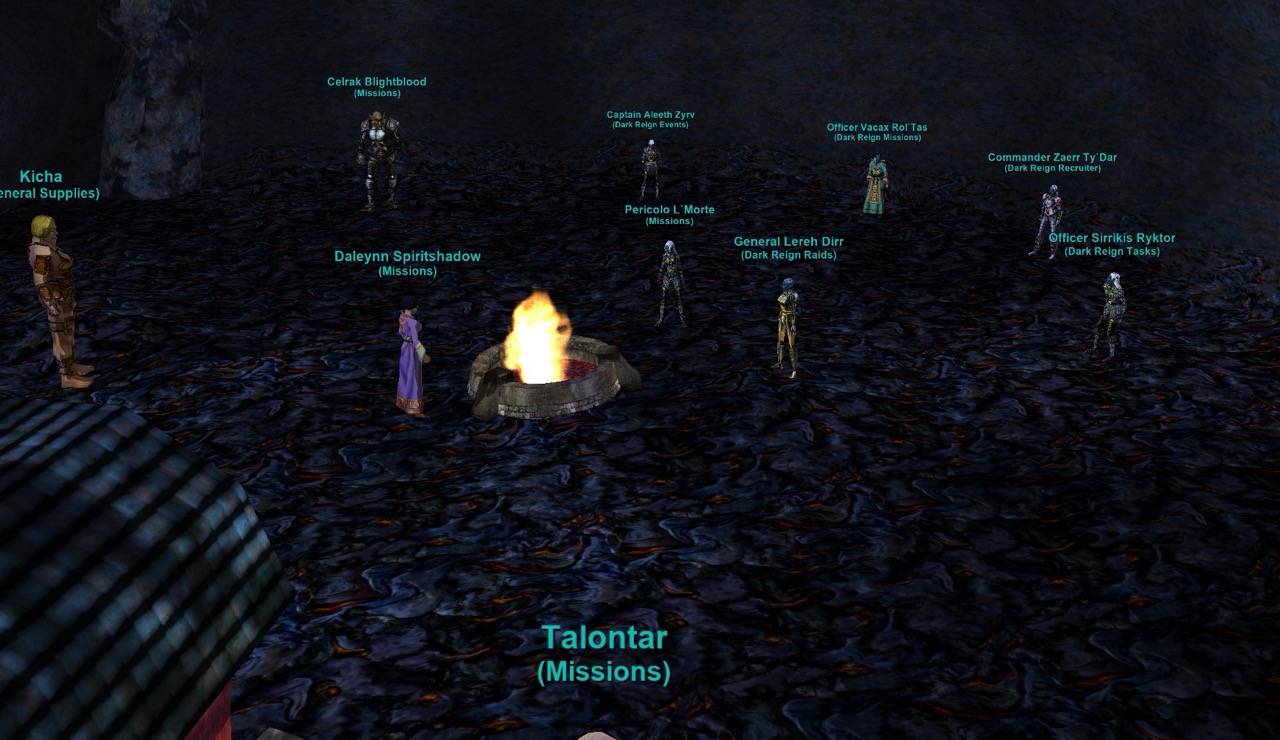 Celrak Blightblood
(Missions)
Captain Aleeth Zyrv
(Dark Reign Events)
Officer Vacax Rol`Tas
(Dark Reign Missions)
Commander Zaerr Ty`Dar
(Dark Reign Recruiter)
Kicha
eneral Supplies)
Pericolo L`Morte
(Missions)
General Lereh Dirr
(Dark Reign Raids)
Officer Sirrikis Ryktor
(Dark Reign Tasks)
Daleynn Spiritshadow
(Missions)
Talontar
(Missions)